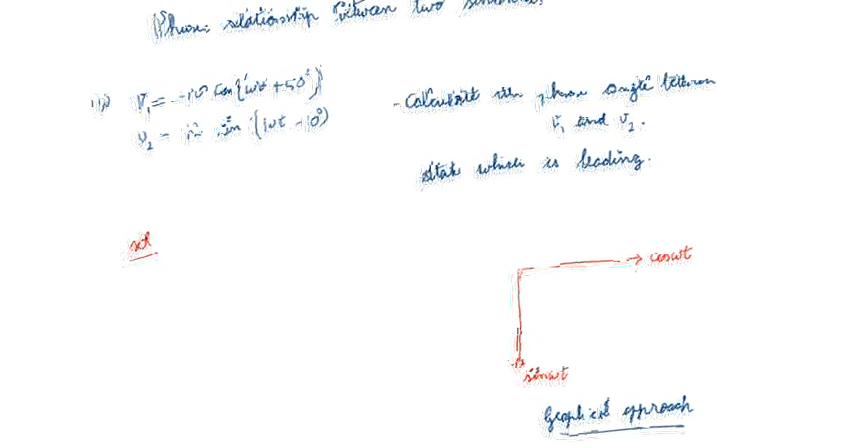 Phase relationship between two sinusoids.
V₁ = -10 cos (ωt + 50°)
- Calculate the phase angle between
V₂ = 12 sin (ωt - 10°)
V₁ and V₂.
state which is leading.
sol
cosωt
sinωt
Graphical approach